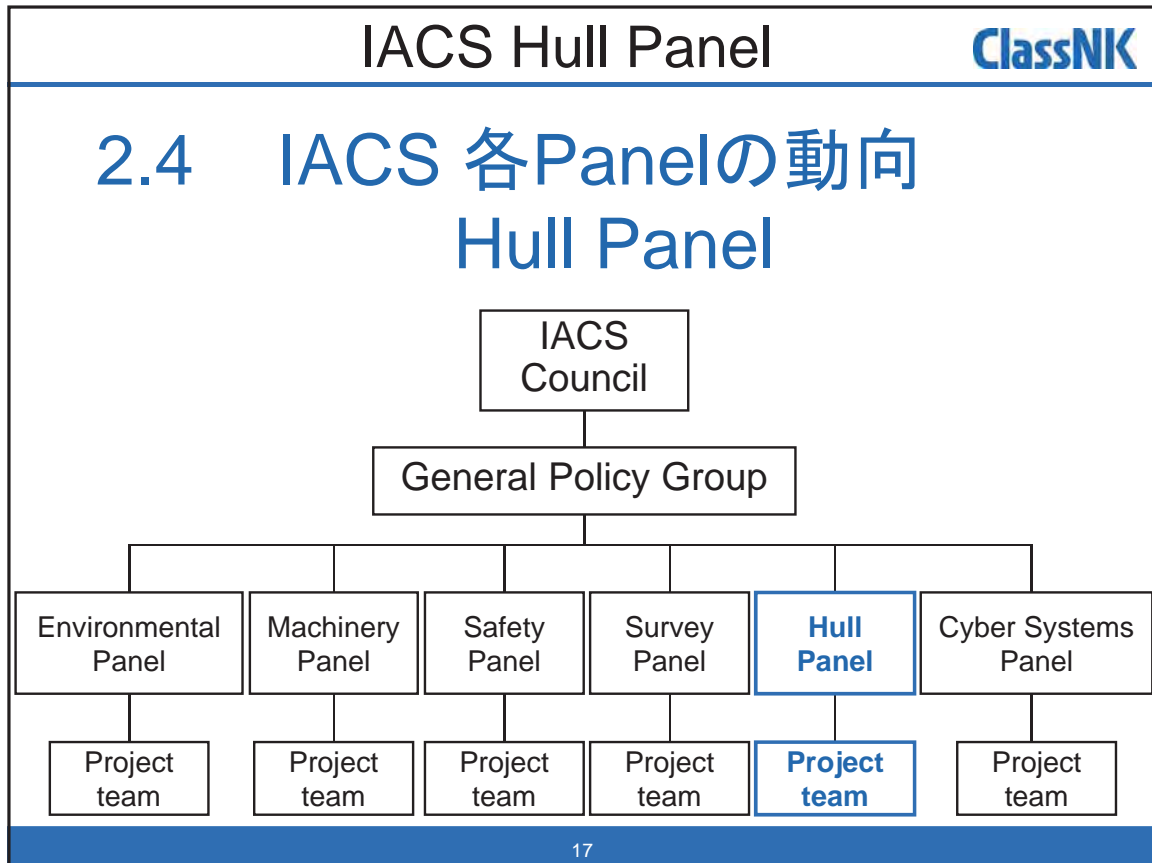 IACS Hull Panel
ClassNK
2.4 IACS 各Panelの動向
Hull Panel
IACS
Council
General Policy Group
Environmental
Panel
Machinery
Panel
Safety
Panel
Survey
Panel
Hull
Panel
Cyber Systems
Panel
Project
team
Project
team
Project
team
Project
team
Project
team
Project
team
17